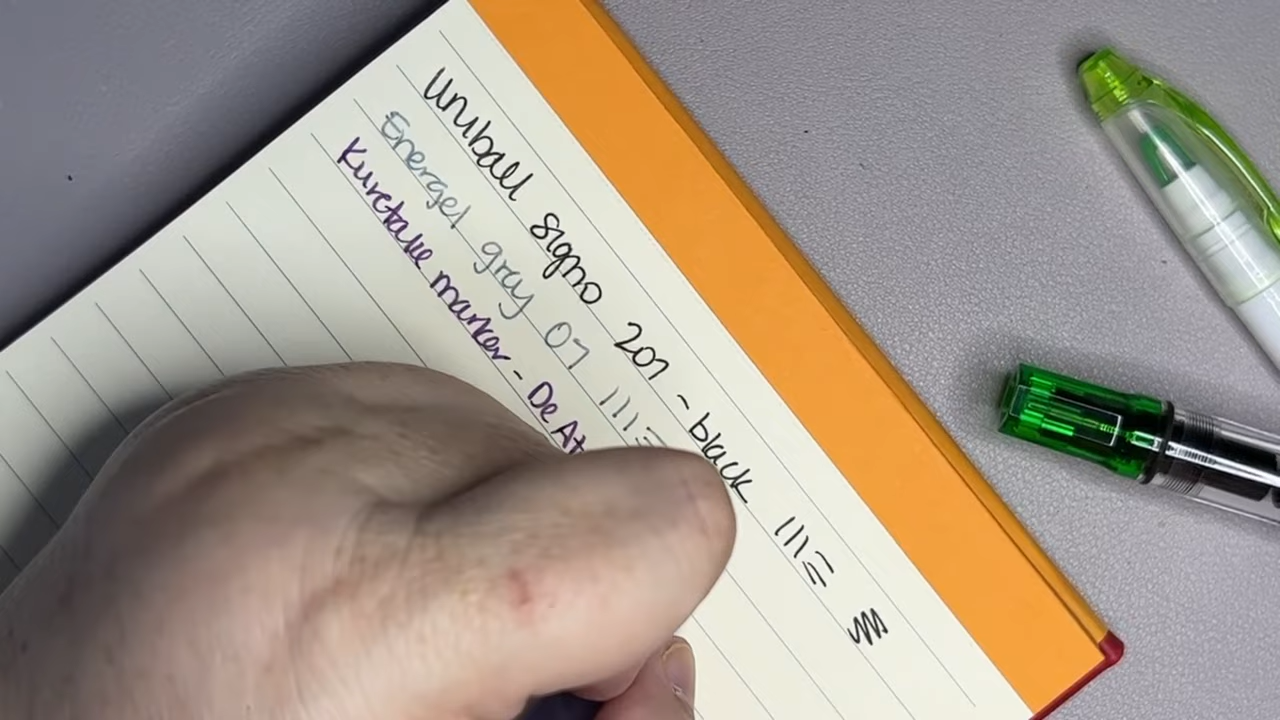 uniball signo 207 - black
Energel gray 07
Kuretake marker - De At